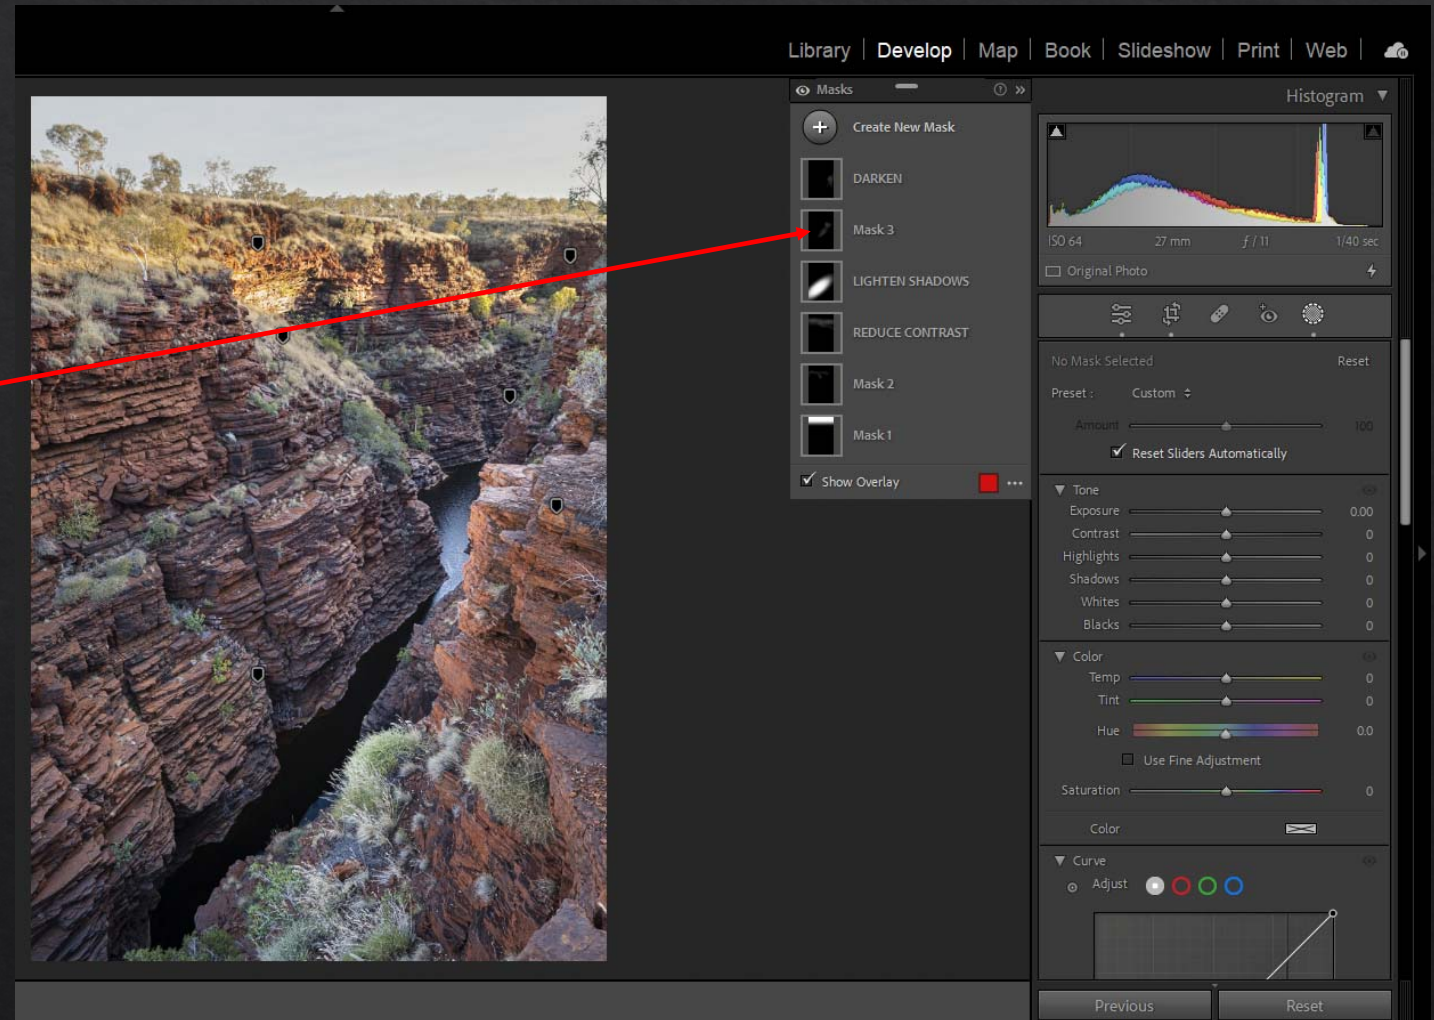 Library | Develop | Map | Book | Slideshow | Print | Web |
Masks
Histogram
Create New Mask
DARKEN
Mask 3
LIGHTEN SHADOWS
REDUCE CONTRAST
Mask 2
Mask 1
Show Overlay
ISO 64 27 mm f / 11 1/40 sec
Original Photo
No Mask Selected Reset
Preset : Custom
Amount 100
Reset Sliders Automatically
Tone
Exposure 0.00
Contrast 0
Highlights 0
Shadows 0
Whites 0
Blacks 0
Color
Temp 0
Tint 0
Hue 0.0
Use Fine Adjustment
Saturation 0
Color
Curve
Adjust
Previous Reset